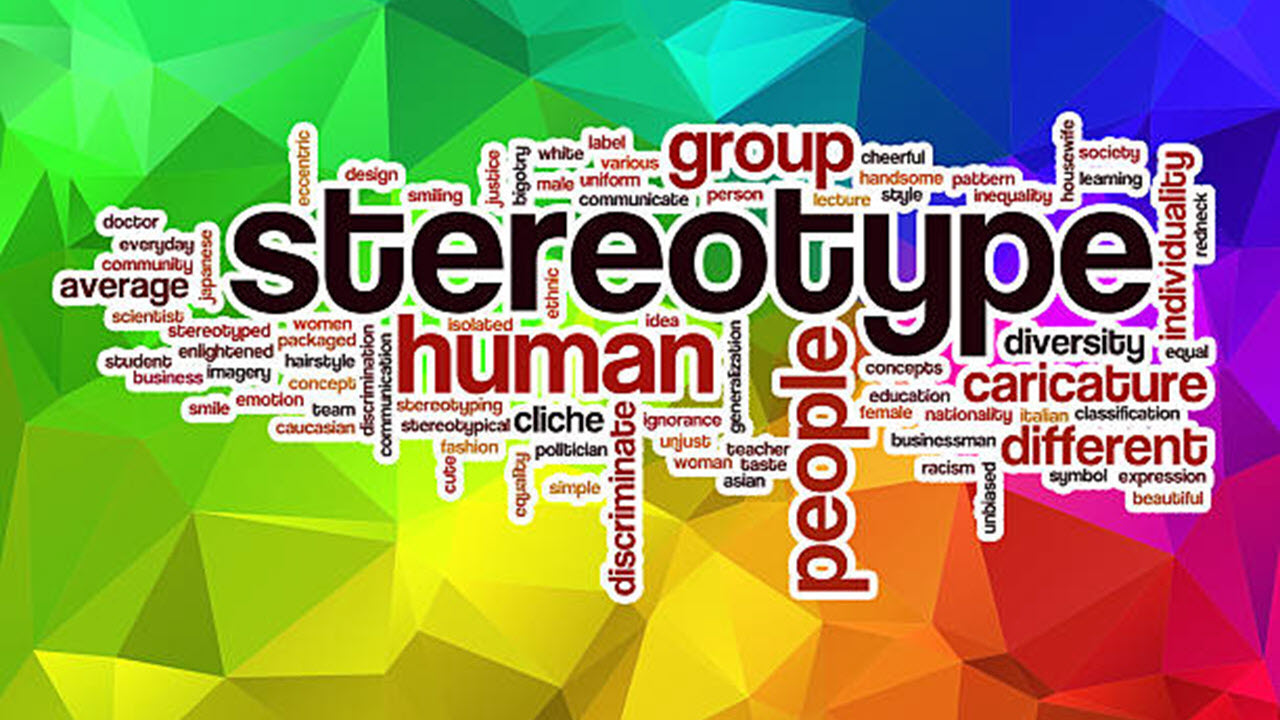 eccentric
design
smiling
justice
bigotry
white
label
various
male
uniform
communicate
group
person
cheerful
handsome
lecture
style
pattern
inequality
housewife
society
learning
individuality
redneck
doctor
everyday
community
average
japanese
scientist
stereotype
ethnic
stereotyped
women
packaged
student
enlightened
hairstyle
business
imagery
concept
smile
emotion
team
caucasian
discrimination
communication
isolated
human
idea
generalization
stereotyping
stereotypical
cliche
fashion
politician
cute
equality
simple
discriminate
ignorance
unjust
teacher
woman
taste
asian
people
diversity
equal
concepts
caricature
education
female
nationality
italian
classification
businessman
different
racism
unbiased
symbol
expression
beautiful